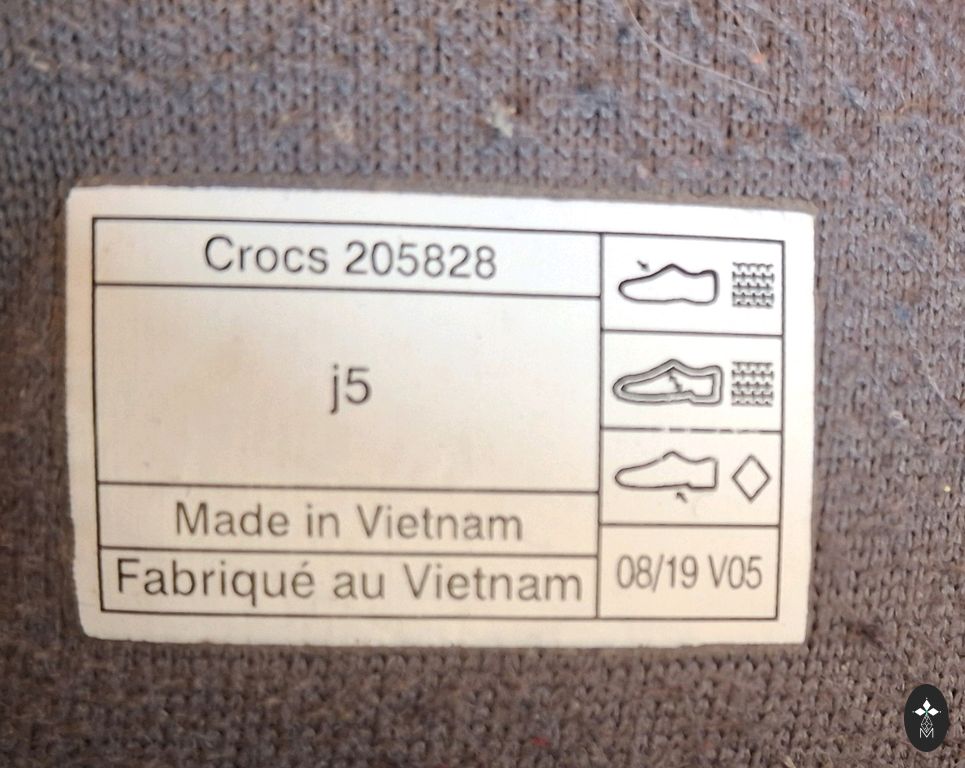 Crocs 205828
j5
Made in Vietnam
Fabriqué au Vietnam
08/19 V05
M